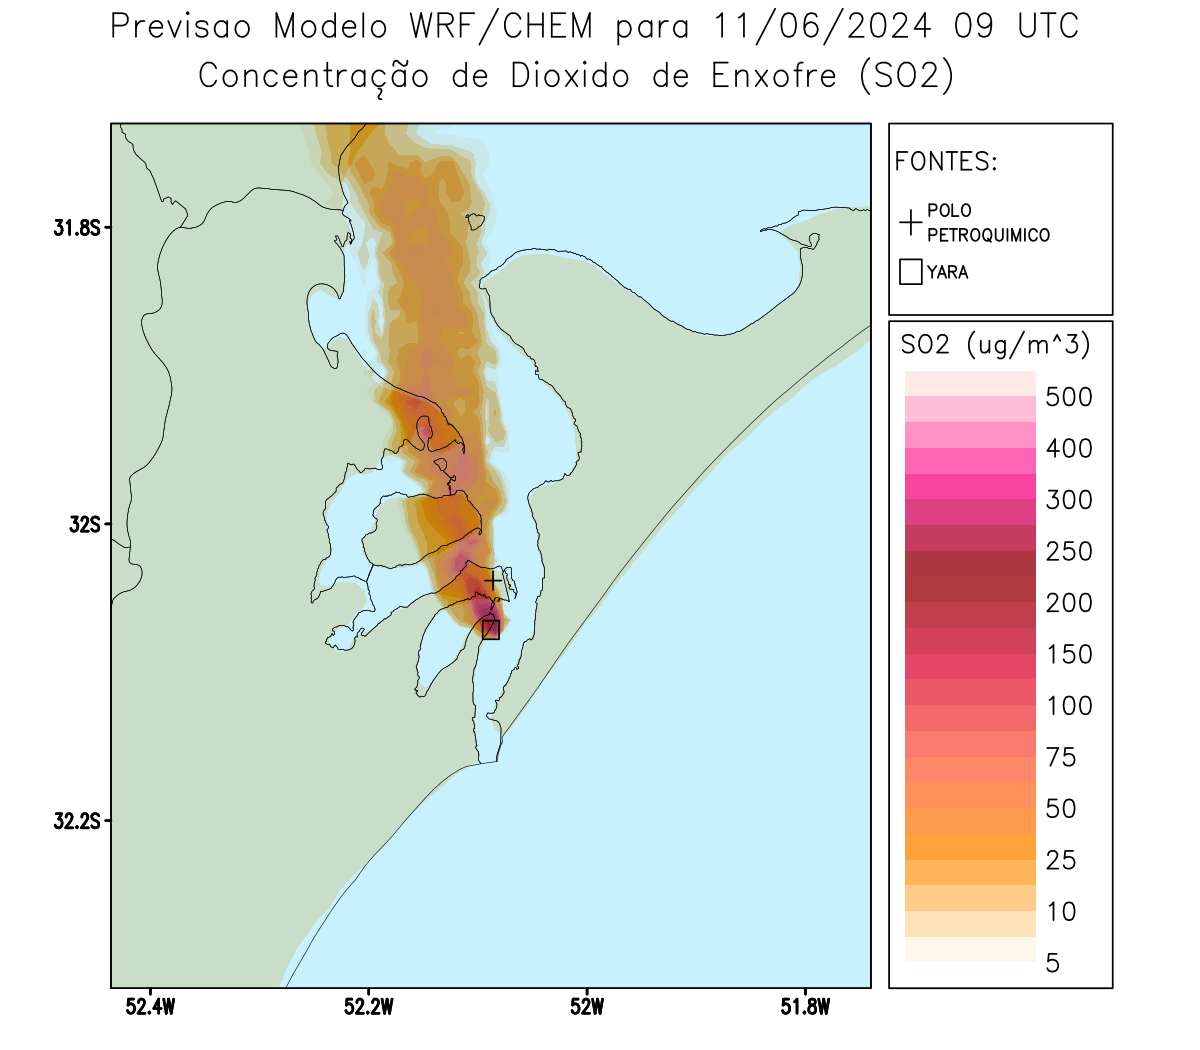 Previsao Modelo WRF/CHEM para 11/06/2024 09 UTC
Concentração de Dioxido de Enxofre (SO2)
FONTES:
POLO
PETROQUIMICO
YARA
SO2 (ug/m^3)
500
400
300
250
200
150
100
75
50
25
10
5
31.8S
32S
32.2S
52.4W
52.2W
52W
51.8W